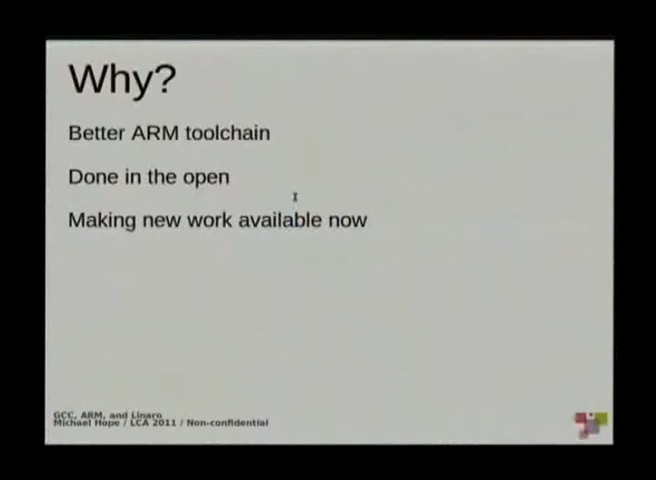 Why?
Better ARM toolchain
Done in the open
Making new work available now
GCC, ARM, and Linaro
Michael Hope / LCA 2011 / Non-confidential